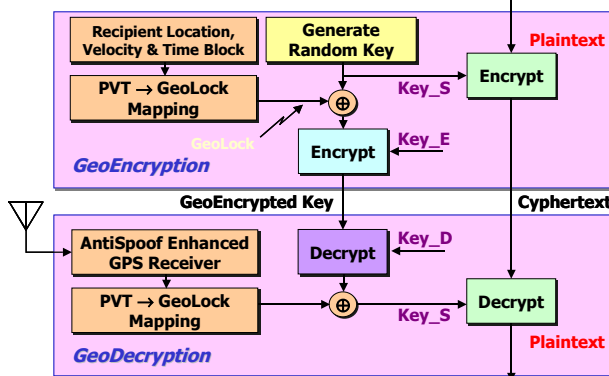 Recipient Location,
Velocity & Time Block
Generate
Random Key
Plaintext
PVT → GeoLock
Mapping
⊕
Key_S
Encrypt
GeoLock
Key_E
Encrypt
GeoEncryption
GeoEncrypted Key
Cyphertext
AntiSpoof Enhanced
GPS Receiver
Decrypt
Key_D
PVT → GeoLock
Mapping
⊕
Key_S
Decrypt
Plaintext
GeoDecryption